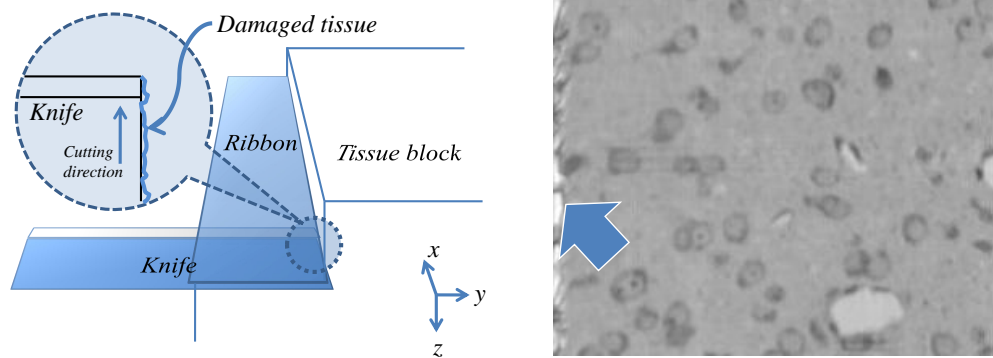 Damaged tissue
Knife
Cutting
direction
Ribbon
Tissue block
Knife
x
y
z